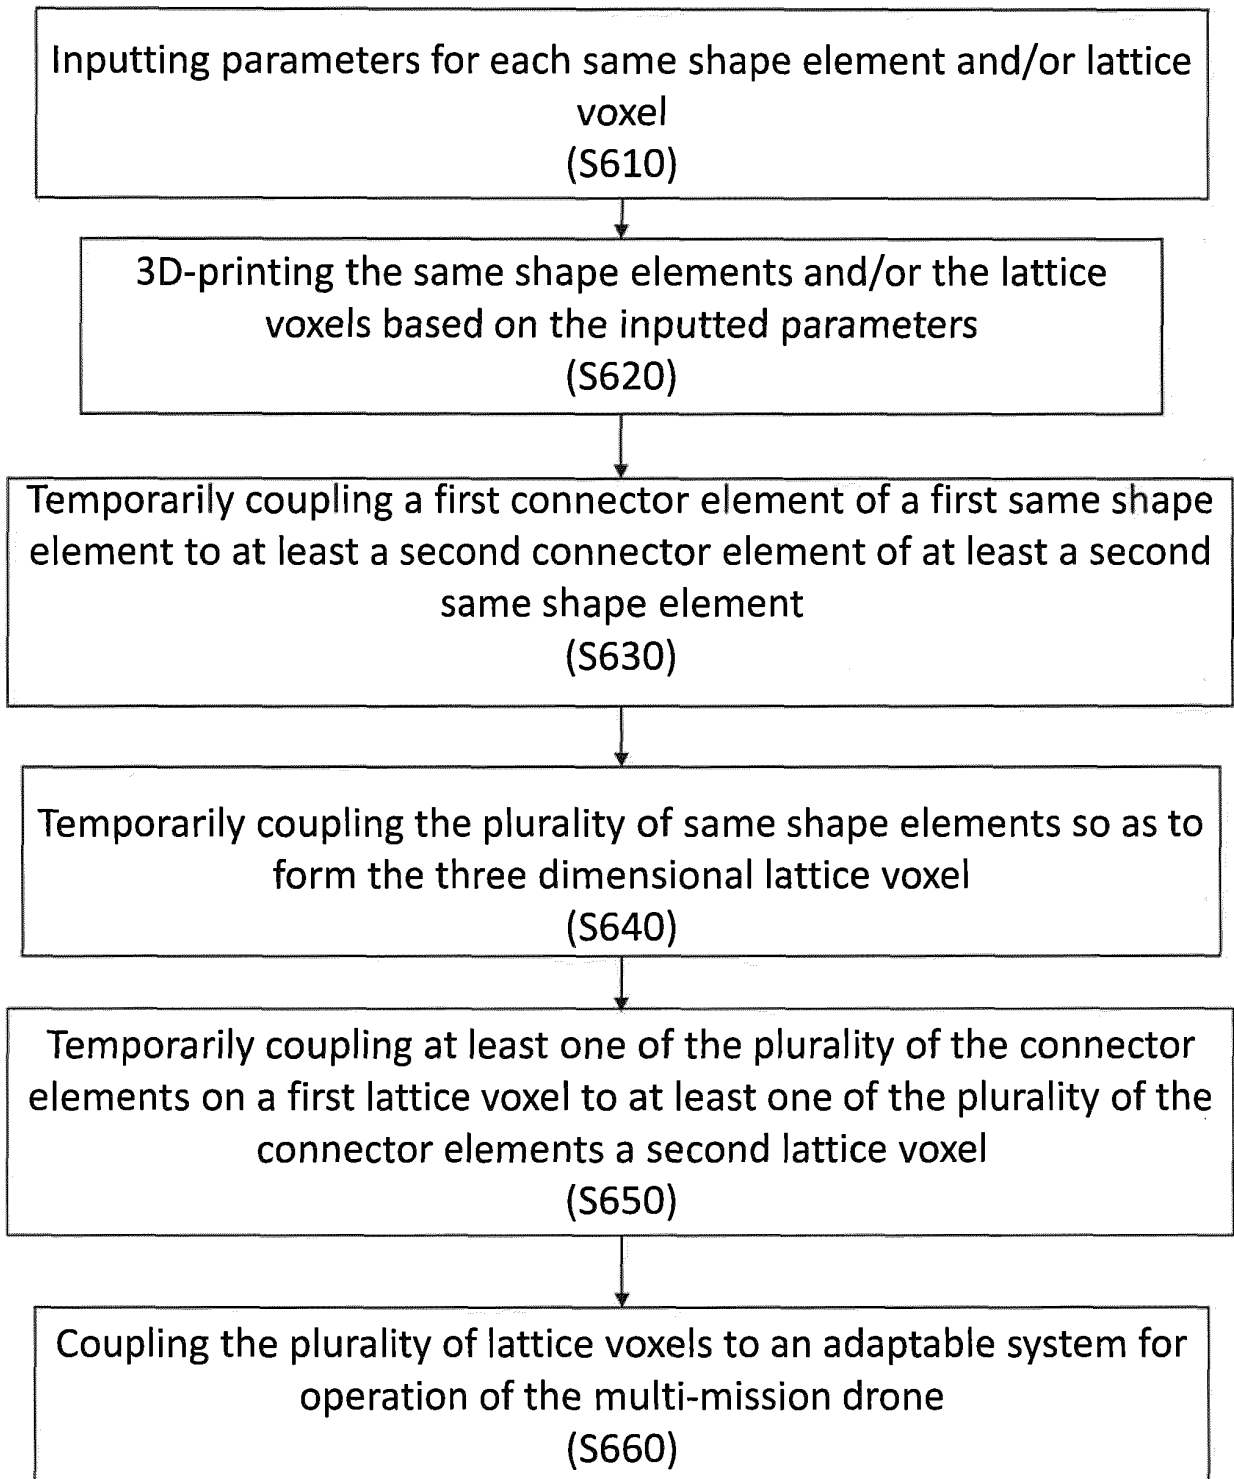 Inputting parameters for each same shape element and/or lattice
voxel
(S610)
3D-printing the same shape elements and/or the lattice
voxels based on the inputted parameters
(S620)
Temporarily coupling a first connector element of a first same shape
element to at least a second connector element of at least a second
same shape element
(S630)
Temporarily coupling the plurality of same shape elements so as to
form the three dimensional lattice voxel
(S640)
Temporarily coupling at least one of the plurality of the connector
elements on a first lattice voxel to at least one of the plurality of the
connector elements a second lattice voxel
(S650)
Coupling the plurality of lattice voxels to an adaptable system for
operation of the multi-mission drone
(S660)